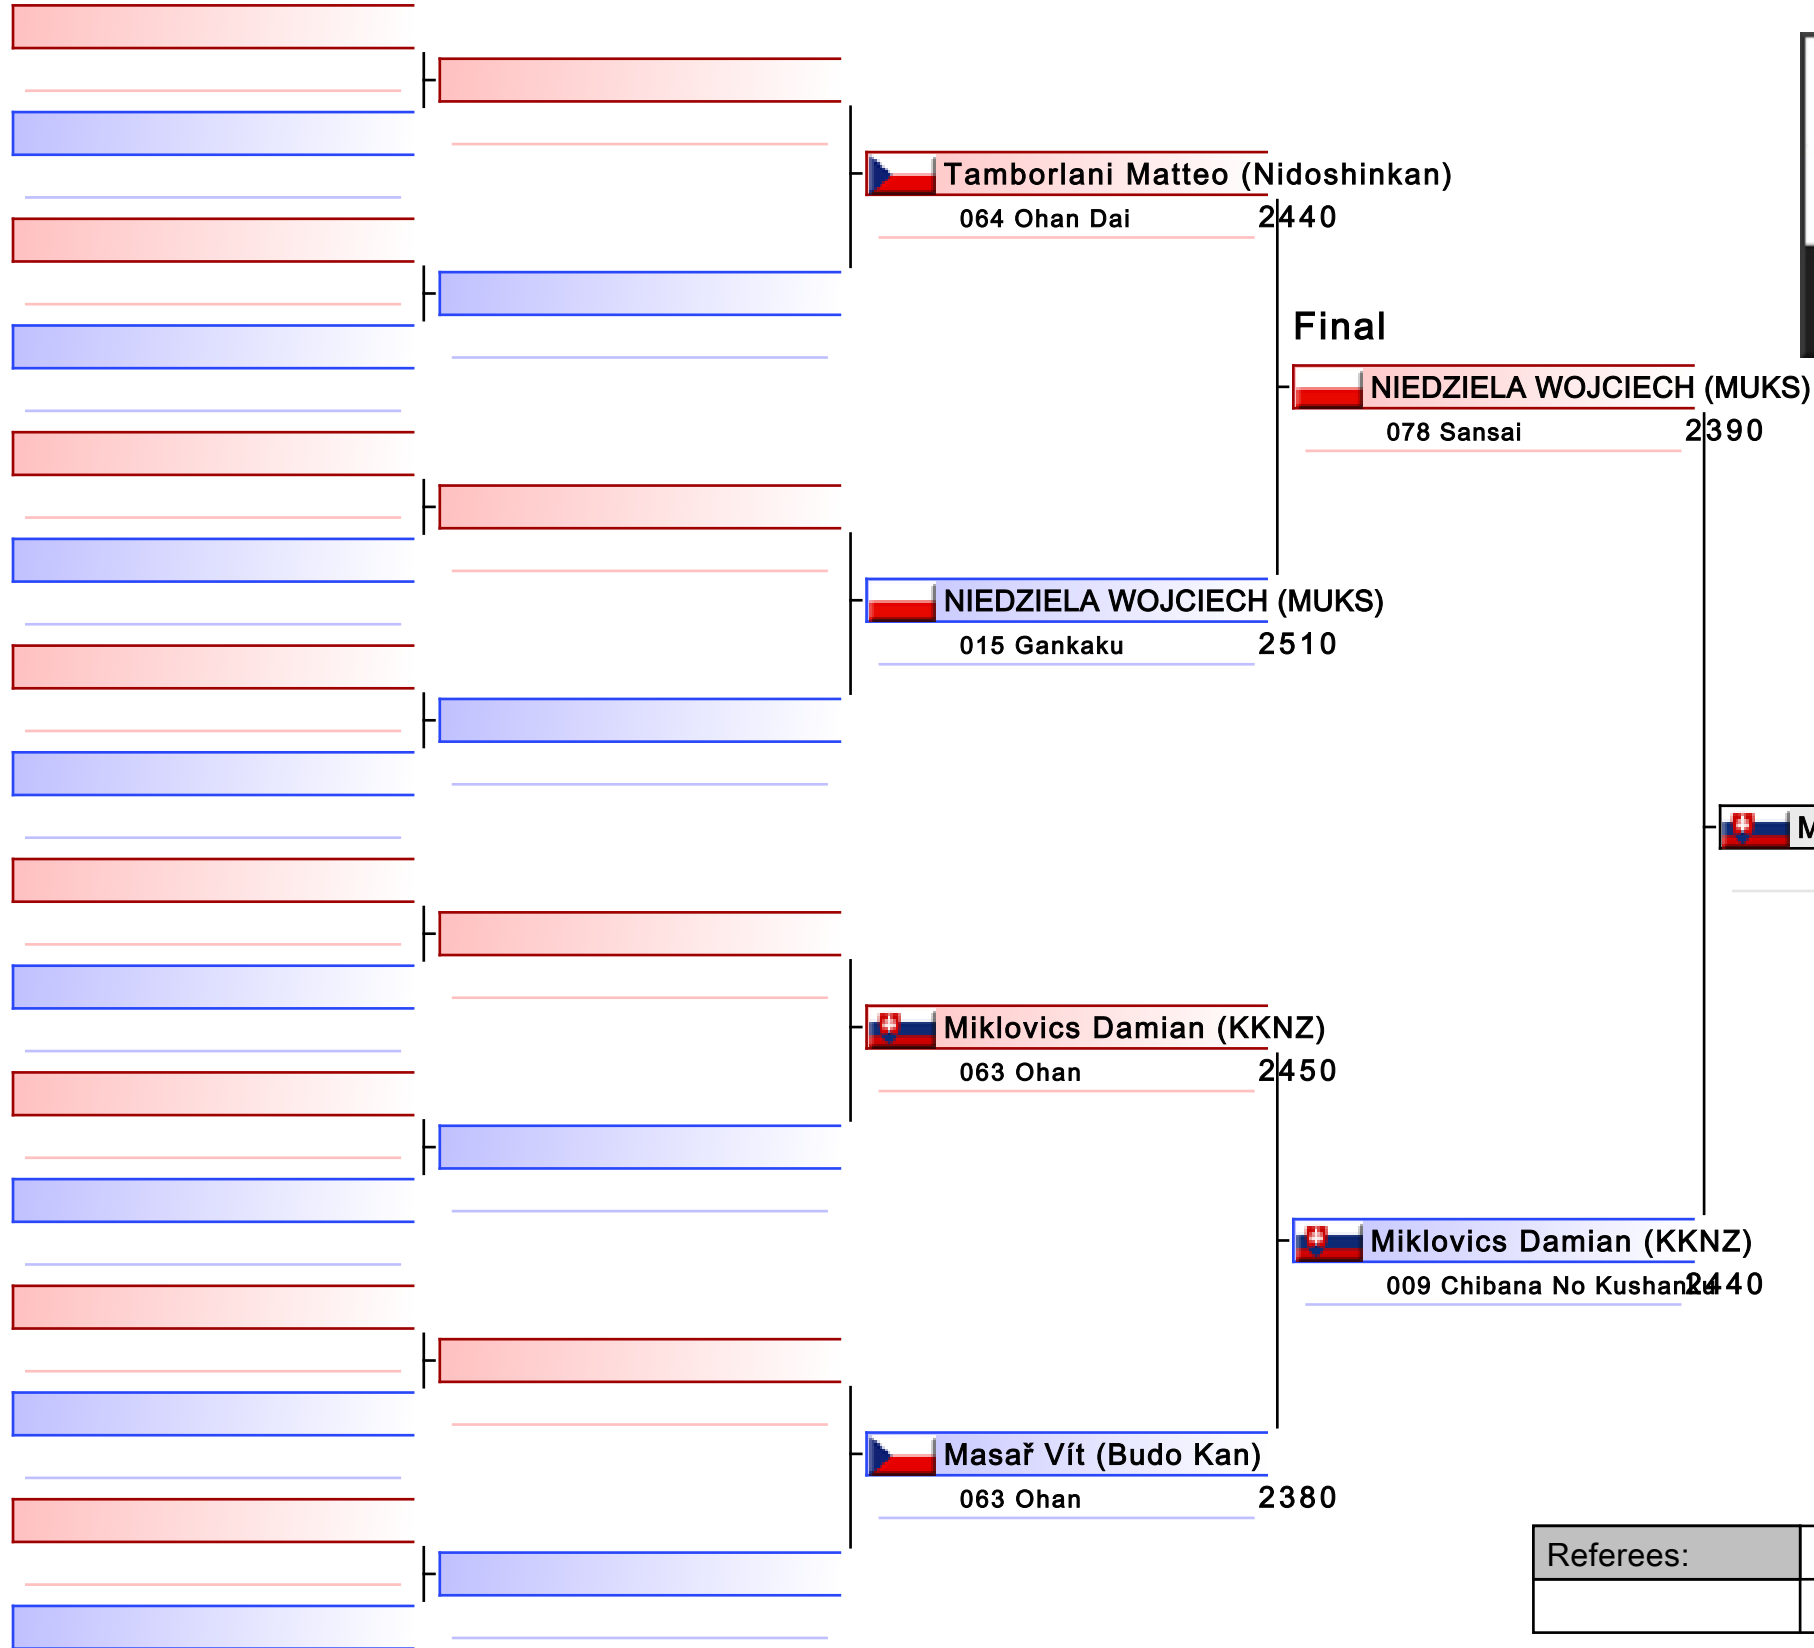 Tamborlani Matteo (Nidoshinkan)
064 Ohan Dai 2440
Final
NIEDZIELA WOJCIECH (MUKS)
078 Sansai 2390
NIEDZIELA WOJCIECH (MUKS)
015 Gankaku 2510
M
Miklovics Damian (KKNZ)
063 Ohan 2450
Miklovics Damian (KKNZ)
009 Chibana No Kushanku 2440
Masař Vít (Budo Kan)
063 Ohan 2380
Referees: